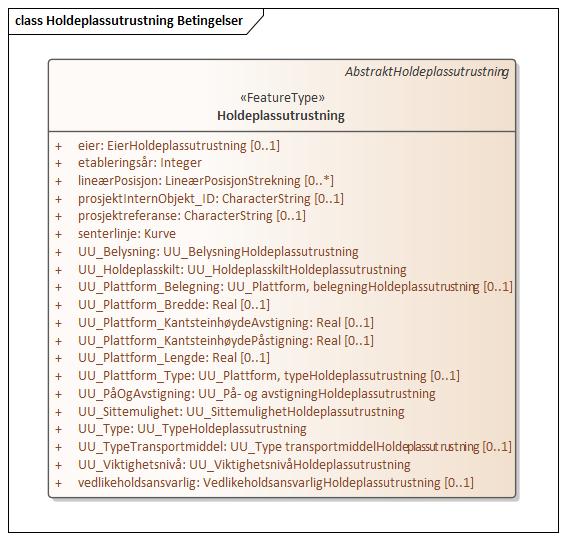 class Holdeplassutrustning Betingelser
AbstraktHoldeplassutrustning
«FeatureType»
Holdeplassutrustning
+ eier: EierHoldeplassutrustning [0..1]
+ etableringsår: Integer
+ lineærPosisjon: LineærPosisjonStrekning [0..*]
+ prosjektInternObjekt_ID: CharacterString [0..1]
+ prosjektreferanse: CharacterString [0..1]
+ senterlinje: Kurve
+ UU_Belysning: UU_BelysningHoldeplassutrustning
+ UU_Holdeplasskilt: UU_HoldeplasskiltHoldeplassutrustning
+ UU_Plattform_Belegning: UU_Plattform, belegningHoldeplassutrustning [0..1]
+ UU_Plattform_Bredde: Real [0..1]
+ UU_Plattform_KantsteinhøydeAvstigning: Real [0..1]
+ UU_Plattform_KantsteinhøydePåstigning: Real [0..1]
+ UU_Plattform_Lengde: Real [0..1]
+ UU_Plattform_Type: UU_Plattform, typeHoldeplassutrustning [0..1]
+ UU_PåOgAvstigning: UU_På- og avstigningHoldeplassutrustning
+ UU_Sittemulighet: UU_SittemulighetHoldeplassutrustning
+ UU_Type: UU_TypeHoldeplassutrustning
+ UU_TypeTransportmiddel: UU_Type transportmiddelHoldeplassutrustning [0..1]
+ UU_Viktighetsnivå: UU_ViktighetsnivåHoldeplassutrustning
+ vedlikeholdsansvarlig: VedlikeholdsansvarligHoldeplassutrustning [0..1]